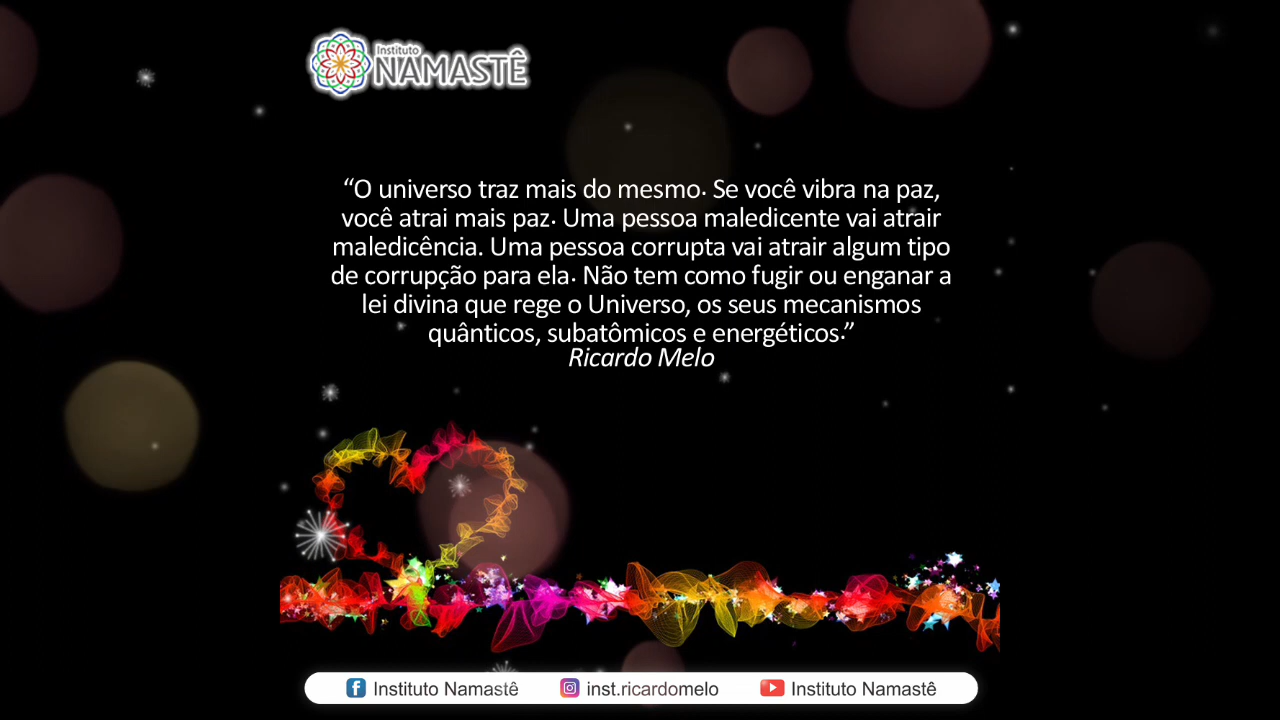 Instituto
NAMASTÊ
“O universo traz mais do mesmo. Se você vibra na paz,
você atrai mais paz. Uma pessoa maledicente vai atrair
maledicência. Uma pessoa corrupta vai atrair algum tipo
de corrupção para ela. Não tem como fugir ou enganar a
lei divina que rege o Universo, os seus mecanismos
quânticos, subatômicos e energéticos.”
Ricardo Melo
Instituto Namastê inst.ricardomelo Instituto Namastê